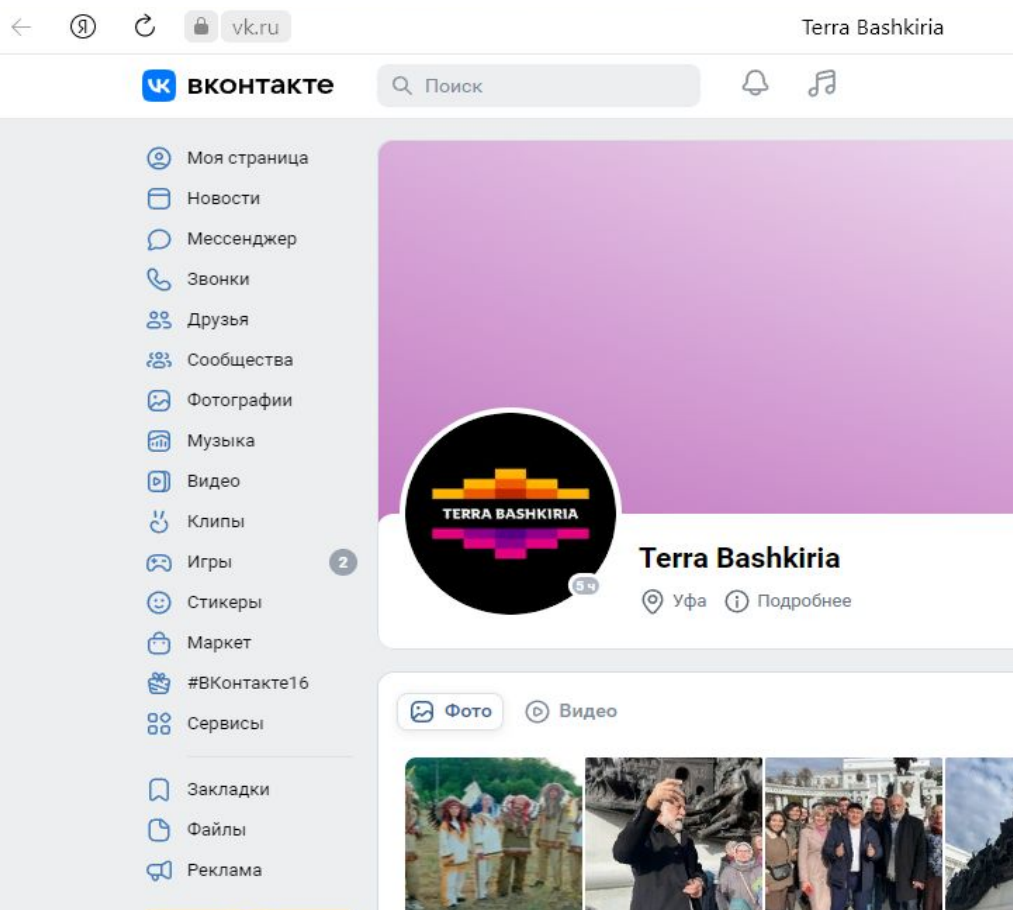 Я
vk.ru
Terra Bashkiria
ВКОНТАКТЕ
Поиск
Моя страница
Новости
Мессенджер
Звонки
Друзья
Сообщества
Фотографии
Музыка
Видео
Клипы
Игры
2
Стикеры
Маркет
#ВКонтакте16
Сервисы
Закладки
Файлы
Реклама
TERRA BASHKIRIA
5 ч
Terra Bashkiria
Уфа
Подробнее
Фото
Видео